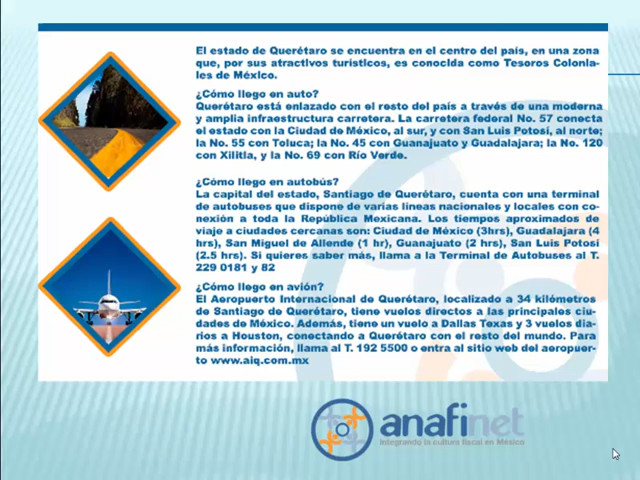 El estado de Querétaro se encuentra en el centro del país, en una zona
que, por sus atractivos turísticos, es conocida como Tesoros Colonia-
les de México.
¿Cómo llego en auto?
Querétaro está enlazado con el resto del país a través de una moderna
y amplia infraestructura carretera. La carretera federal No. 57 conecta
el estado con la Ciudad de México, al sur, y con San Luis Potosí, al norte;
la No. 55 con Toluca; la No. 45 con Guanajuato y Guadalajara; la No. 120
con Xilitla, y la No. 69 con Río Verde.
¿Cómo llego en autobús?
La capital del estado, Santiago de Querétaro, cuenta con una terminal
de autobuses que dispone de varias líneas nacionales y locales con co-
nexión a toda la República Mexicana. Los tiempos aproximados de
viaje a ciudades cercanas son: Ciudad de México (3hrs), Guadalajara (4
hrs), San Miguel de Allende (1 hr), Guanajuato (2 hrs), San Luis Potosí
(2.5 hrs). Si quieres saber más, llama a la Terminal de Autobuses al T.
229 0181 y 82
¿Cómo llego en avión?
El Aeropuerto Internacional de Querétaro, localizado a 34 kilómetros
de Santiago de Querétaro, tiene vuelos directos a las principales ciu-
dades de México. Además, tiene un vuelo a Dallas Texas y 3 vuelos dia-
rios a Houston, conectando a Querétaro con el resto del mundo. Para
más información, llama al T. 192 5500 o entra al sitio web del aeropuer-
to www.aiq.com.mx
anafinet
Integrando la cultura fiscal en México